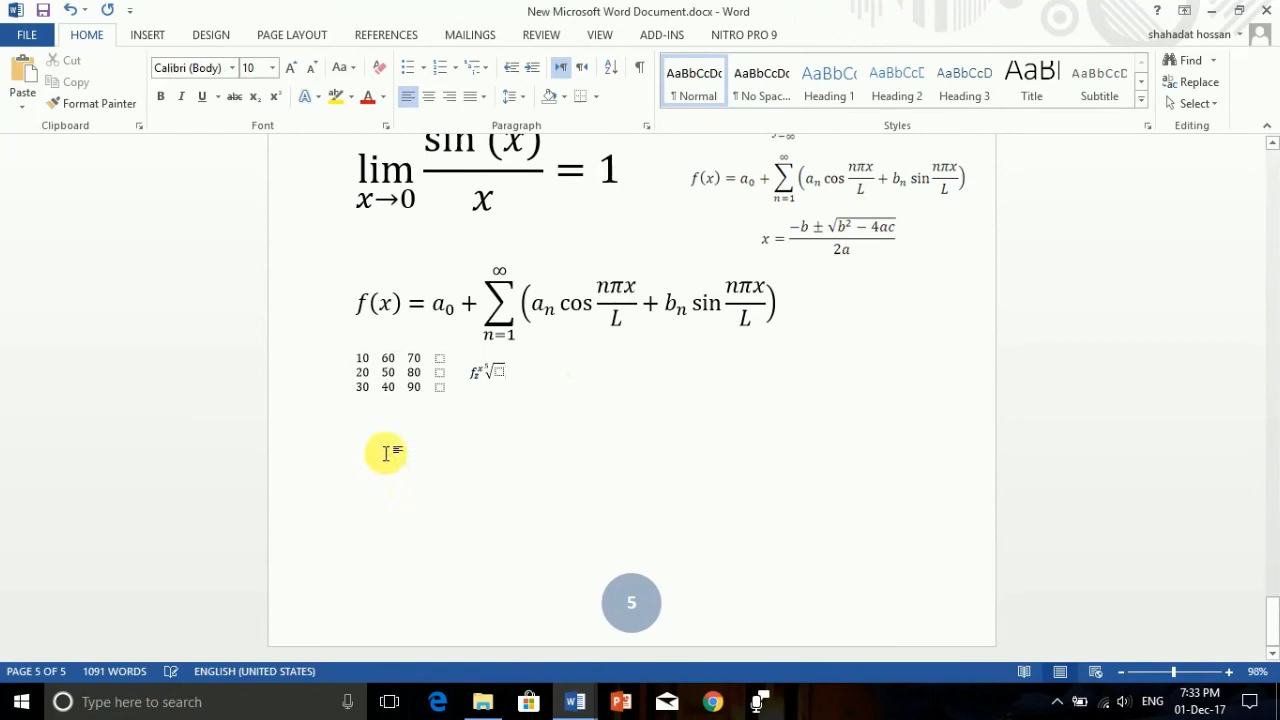 New Microsoft Word Document.docx - Word
FILE HOME INSERT DESIGN PAGE LAYOUT REFERENCES MAILINGS REVIEW VIEW ADD-INS NITRO PRO 9 shahadat hossan
Cut
Copy
Format Painter
Paste
Clipboard
Calibri (Body) 10
Font
Paragraph
AaBbCcDc AaBbCcDc AaBbC( AaBbCcE AaBbCcD AaB AaBbCcD
¶ Normal ¶ No Spac... Heading 1 Heading 2 Heading 3 Title Subtitle
Styles
Find
Replace
Select
Editing
lim x→0 sin (x)/x = 1
f(x) = a₀ + ∑ n=1 ∞ (aₙ cos nπx/L + bₙ sin nπx/L)
x = −b ± √b² − 4ac / 2a
f(x) = a₀ + ∑ n=1 ∞ (aₙ cos nπx/L + bₙ sin nπx/L)
10 60 70
20 50 80
30 40 90
5
PAGE 5 OF 5 1091 WORDS ENGLISH (UNITED STATES) 98%
Type here to search
ENG
7:33 PM
01-Dec-17